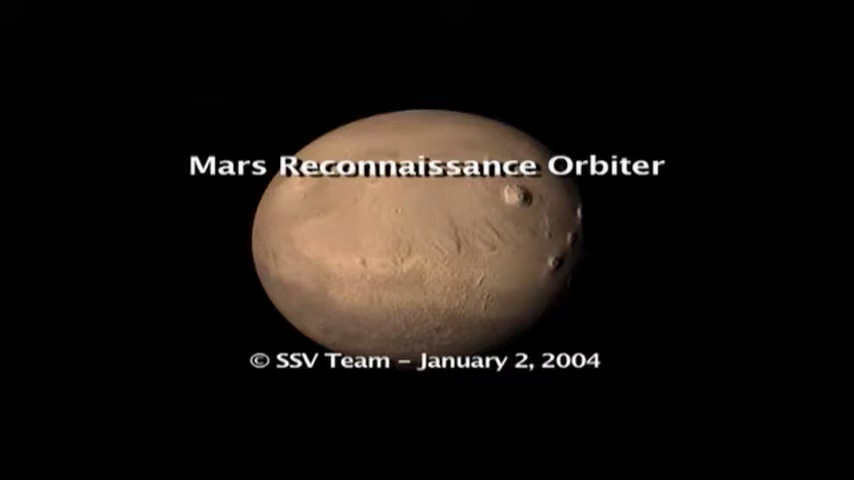 Mars Reconnaissance Orbiter
© SSV Team – January 2, 2004